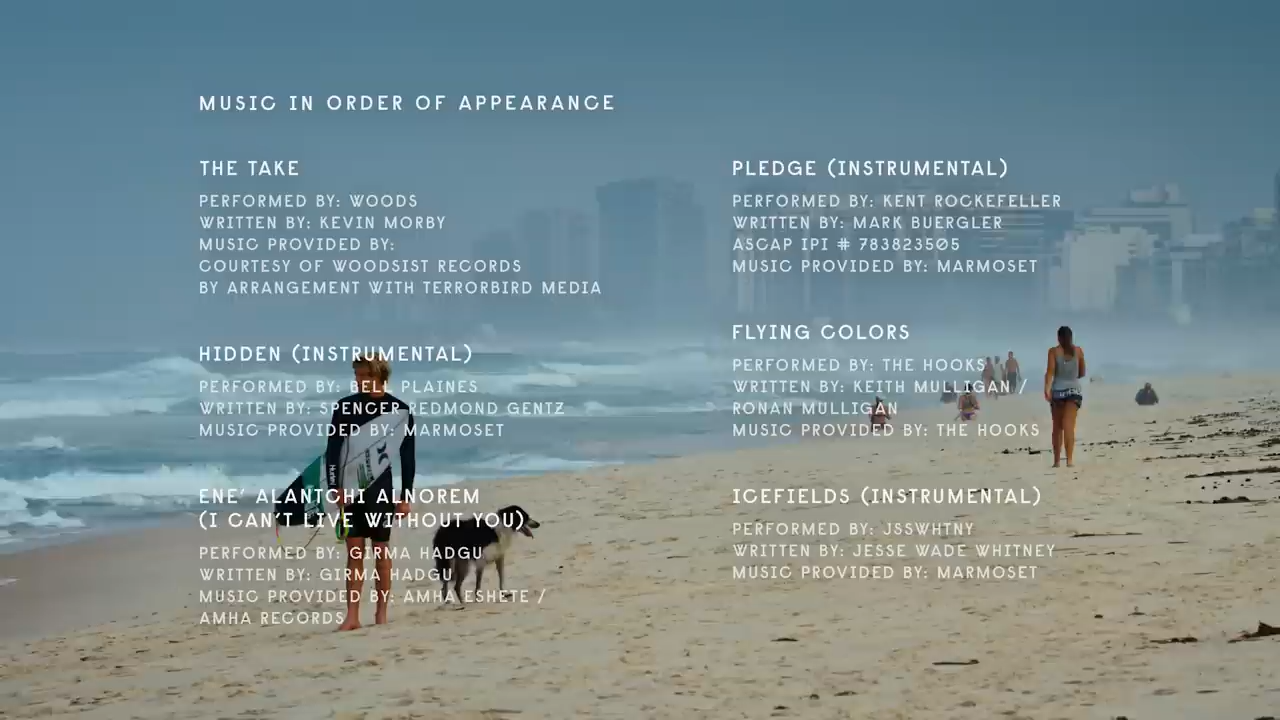 MUSIC IN ORDER OF APPEARANCE
THE TAKE
PERFORMED BY: WOODS
WRITTEN BY: KEVIN MORBY
MUSIC PROVIDED BY:
COURTESY OF WOODSIST RECORDS
BY ARRANGEMENT WITH TERRORBIRD MEDIA
HIDDEN (INSTRUMENTAL)
PERFORMED BY: BELL PLAINES
WRITTEN BY: SPENCER REDMOND GENTZ
MUSIC PROVIDED BY: MARMOSET
ENE' ALANTCHI ALNOREM
(I CAN'T LIVE WITHOUT YOU)
PERFORMED BY: GIRMA HADGU
WRITTEN BY: GIRMA HADGU
MUSIC PROVIDED BY: AMHA ESHETE /
AMHA RECORDS
PLEDGE (INSTRUMENTAL)
PERFORMED BY: KENT ROCKEFELLER
WRITTEN BY: MARK BUERGLER
ASCAP IPI # 783823505
MUSIC PROVIDED BY: MARMOSET
FLYING COLORS
PERFORMED BY: THE HOOKS
WRITTEN BY: KEITH MULLIGAN /
RONAN MULLIGAN
MUSIC PROVIDED BY: THE HOOKS
ICEFIELDS (INSTRUMENTAL)
PERFORMED BY: JSSWHTNY
WRITTEN BY: JESSE WADE WHITNEY
MUSIC PROVIDED BY: MARMOSET
Hurley